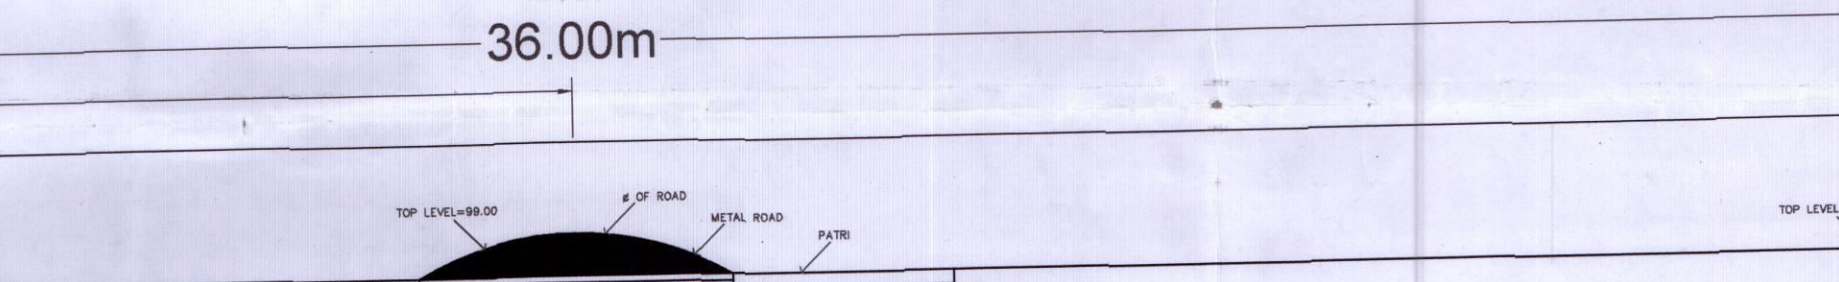 36.00m
℄ OF ROAD
TOP LEVEL=99.00
METAL ROAD
PATRI
TOP LEVEL